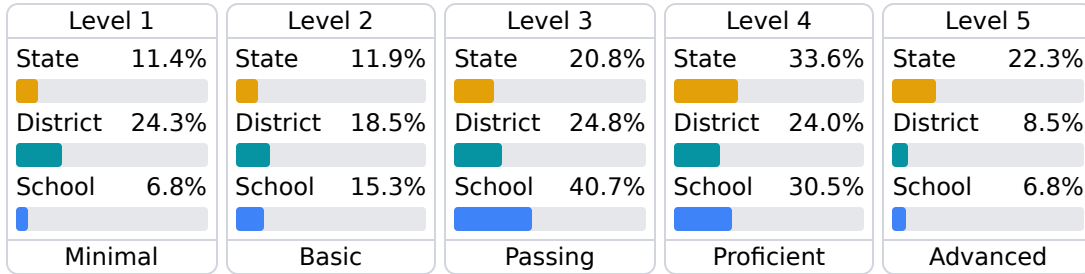 Level 1
State 11.4%
District 24.3%
School 6.8%
Minimal
Level 2
State 11.9%
District 18.5%
School 15.3%
Basic
Level 3
State 20.8%
District 24.8%
School 40.7%
Passing
Level 4
State 33.6%
District 24.0%
School 30.5%
Proficient
Level 5
State 22.3%
District 8.5%
School 6.8%
Advanced